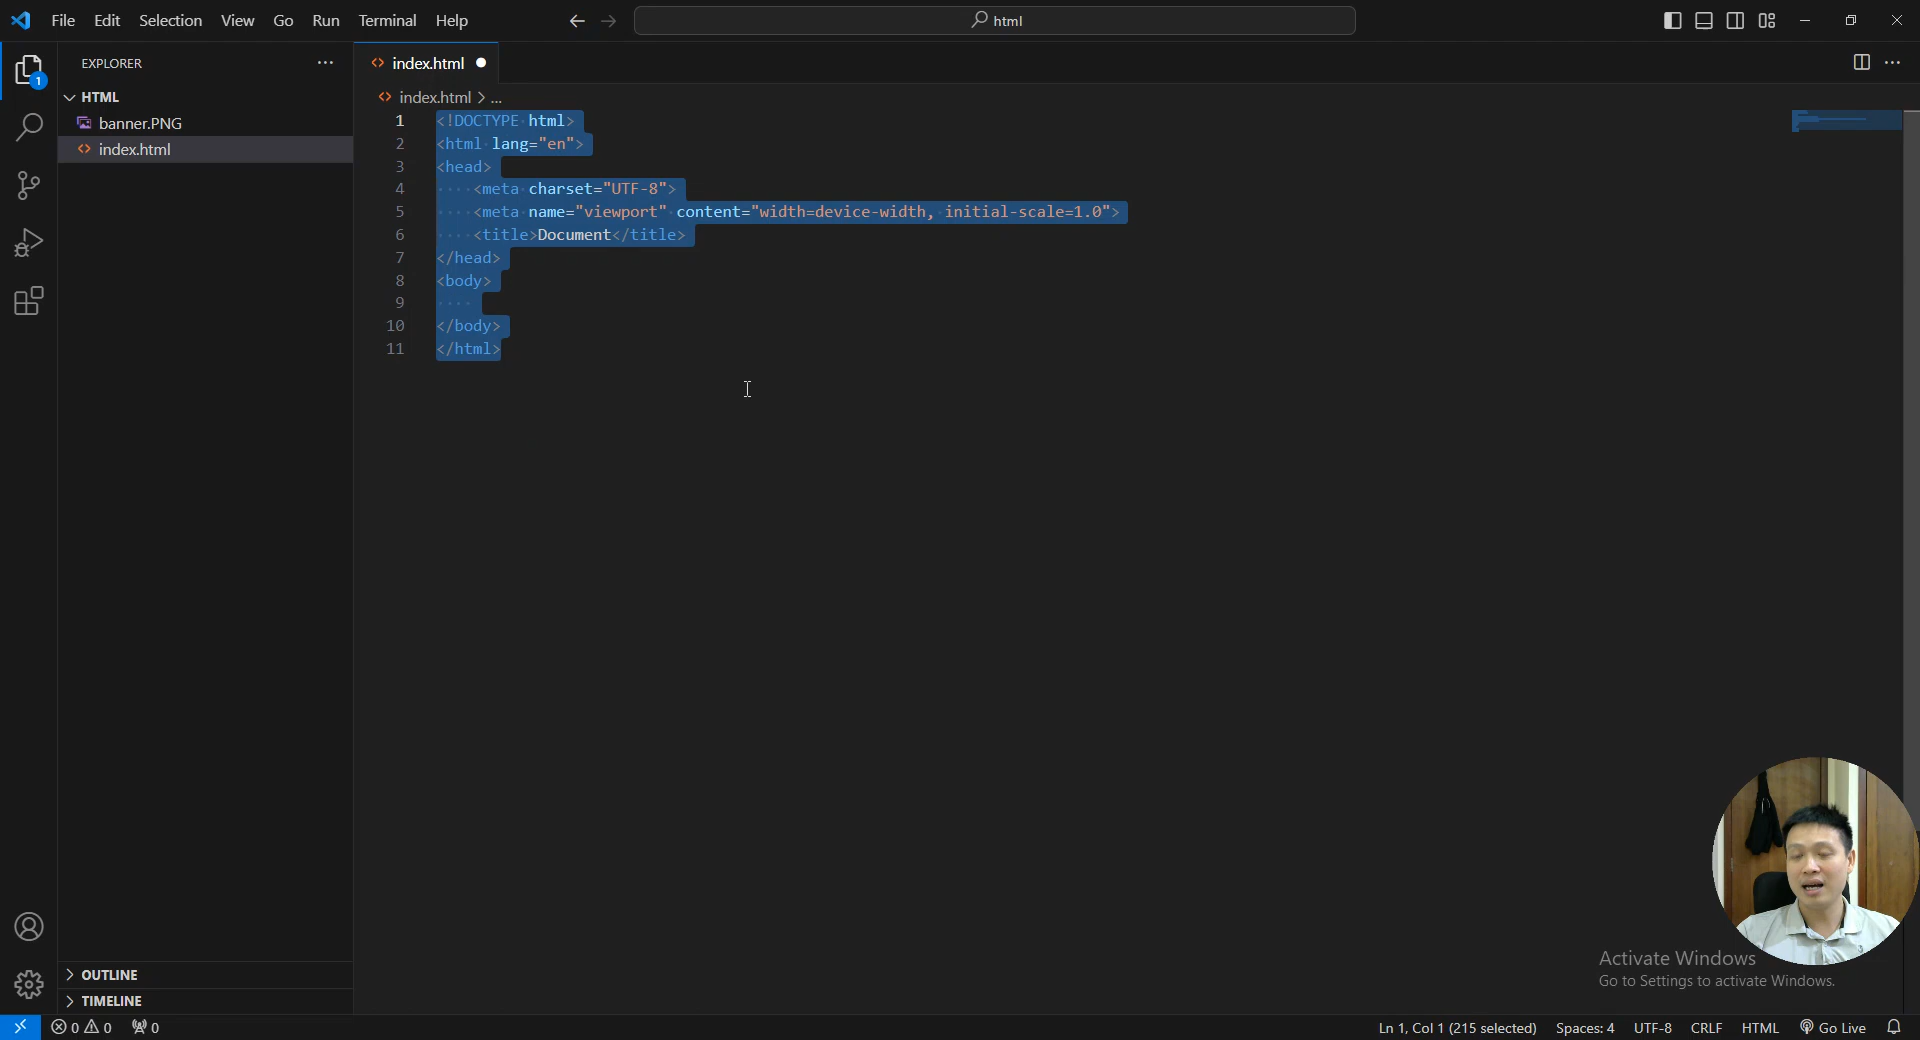 File Edit Selection View Go Run Terminal Help
html
EXPLORER
HTML
banner.PNG
index.html
index.html
index.html > ...
1 <!DOCTYPE html>
2 <html lang="en">
3 <head>
4 <meta charset="UTF-8">
5 <meta name="viewport" content="width=device-width, initial-scale=1.0">
6 <title>Document</title>
7 </head>
8 <body>
9
10 </body>
11 </html>
1
OUTLINE
TIMELINE
Activate Windows
Go to Settings to activate Windows.
0 0 0
Ln 1, Col 1 (215 selected) Spaces: 4 UTF-8 CRLF HTML Go Live